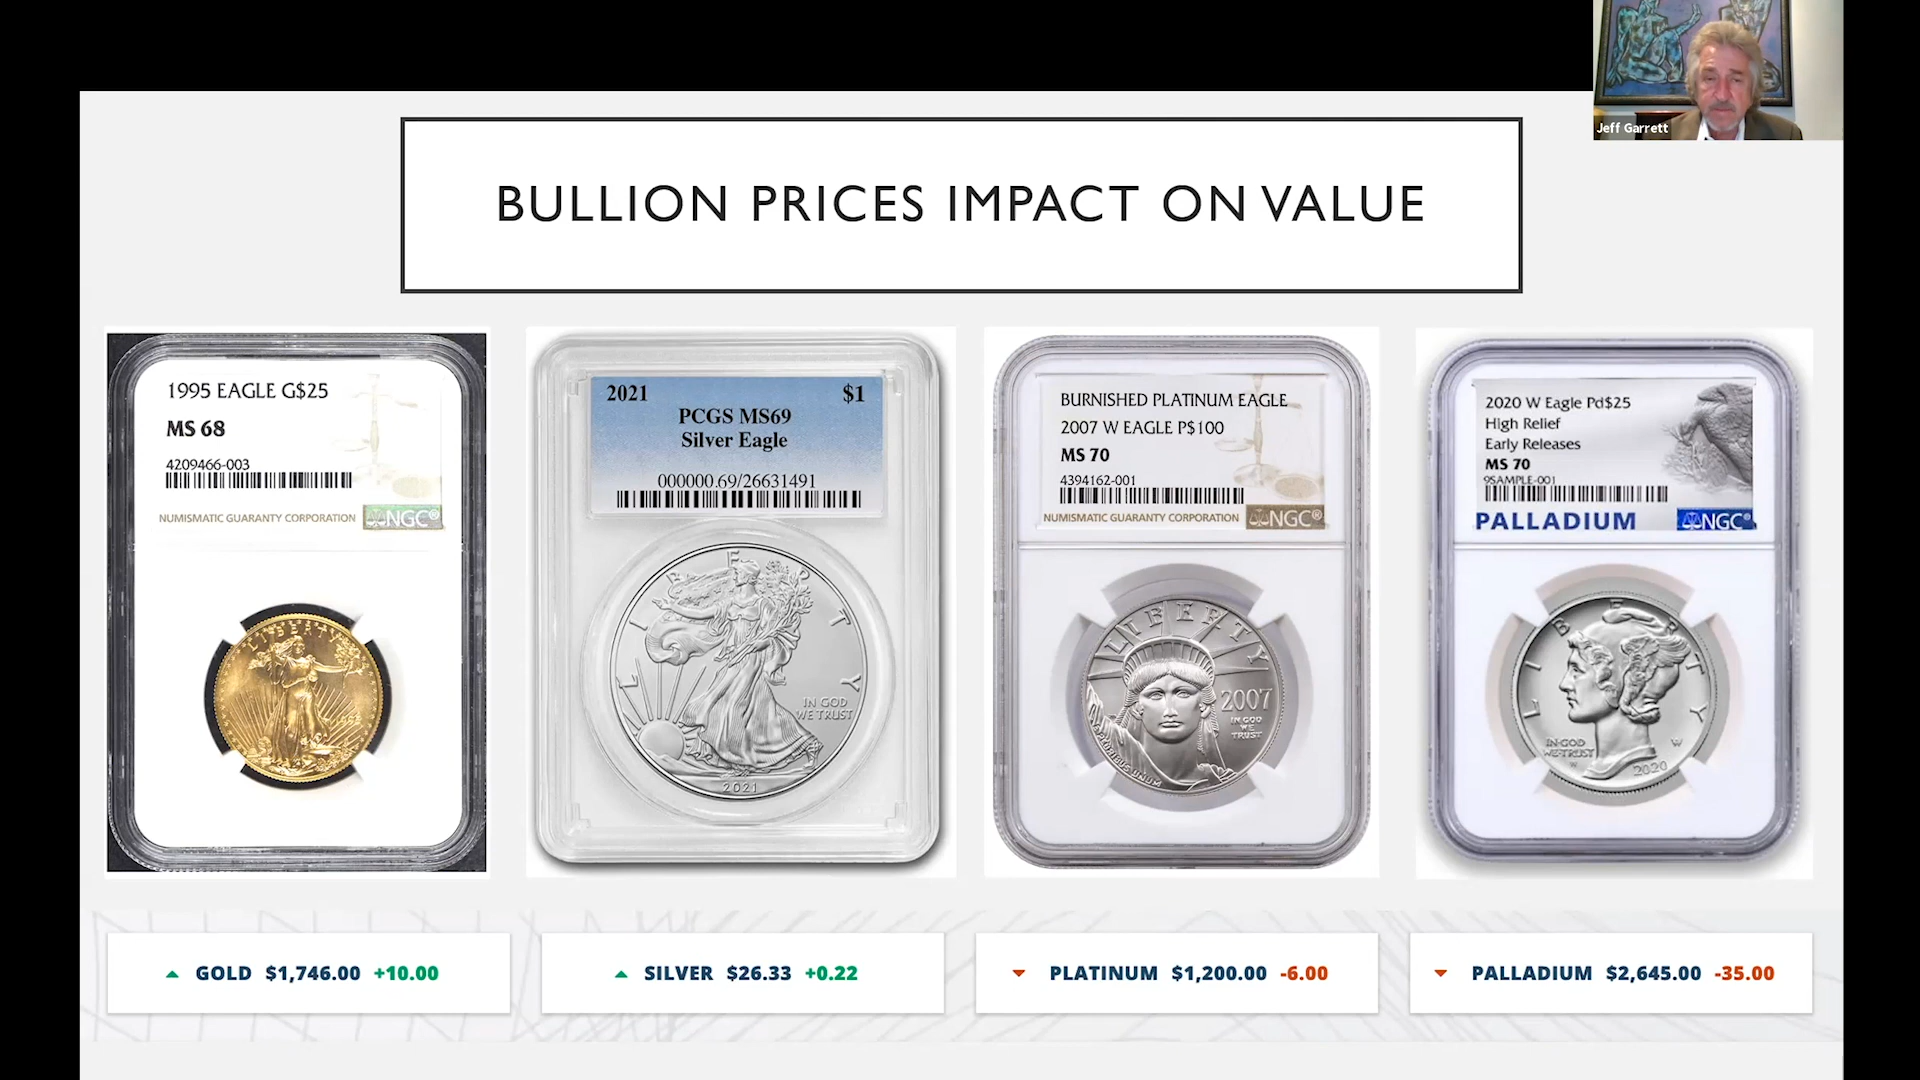 Jeff Garrett
BULLION PRICES IMPACT ON VALUE
1995 EAGLE G$25
MS 68
4209466-003
NUMISMATIC GUARANTY CORPORATION NGC®
LIBERTY
2021 $1
PCGS MS69
Silver Eagle
000000.69/26631491
LIBERTY
IN GOD
WE TRUST
2021
BURNISHED PLATINUM EAGLE
2007 W EAGLE P$100
MS 70
4394162-001
NUMISMATIC GUARANTY CORPORATION NGC®
LIBERTY
2007
IN GOD
WE
TRUST
E PLURIBUS UNUM
2020 W Eagle Pd$25
High Relief
Early Releases
MS 70
9SAMPLE-001
PALLADIUM NGC®
LIBERTY
IN·GOD
WE·TRUST
W
2020
GOLD $1,746.00 +10.00
SILVER $26.33 +0.22
PLATINUM $1,200.00 -6.00
PALLADIUM $2,645.00 -35.00